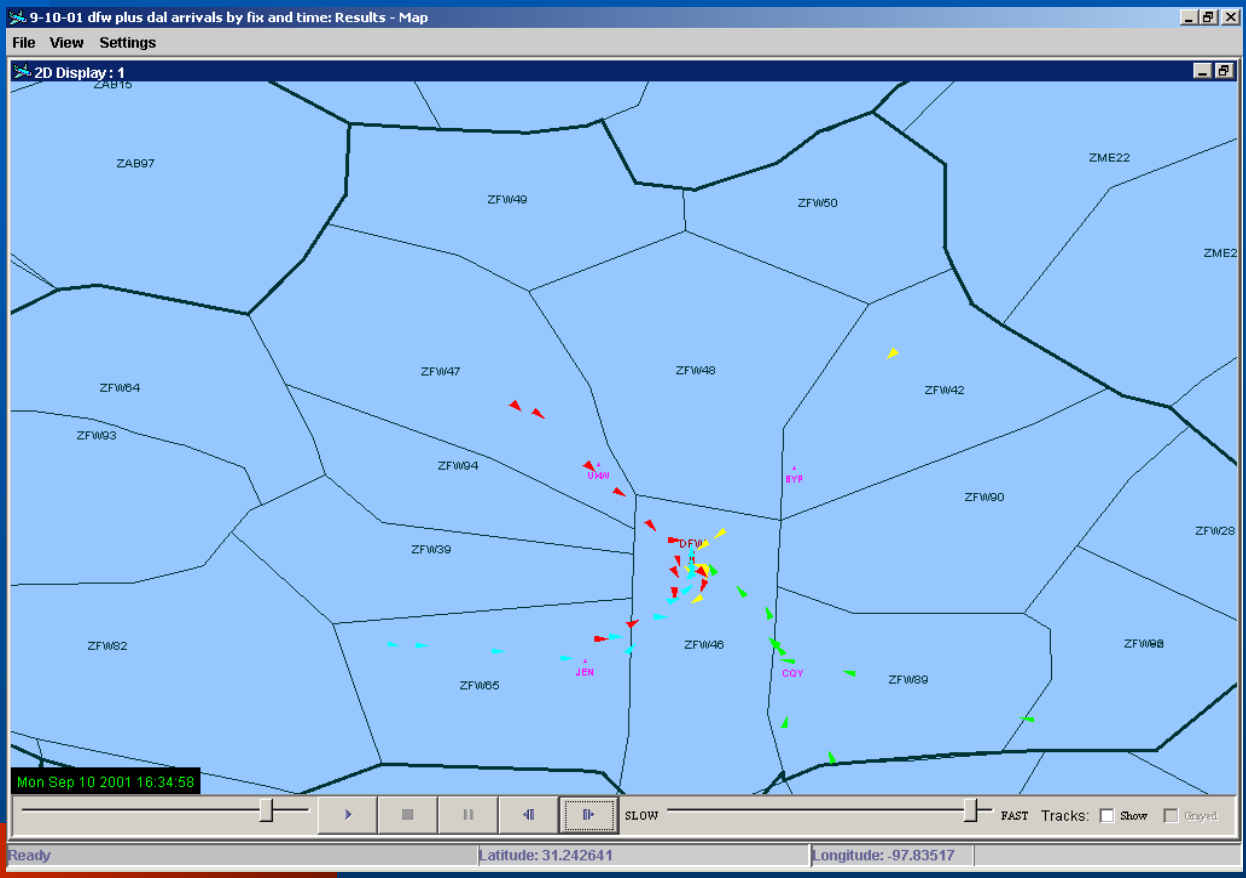 9-10-01 dfw plus dal arrivals by fix and time: Results - Map
File View Settings
2D Display : 1
ZAB15
ZAB97
ZME22
ZFW49
ZFW50
ZME2
ZFW47
ZFW48
ZFW64
ZFW42
ZFW93
ZFW94
UKW
BYP
ZFW90
ZFW28
DFW
ZFW39
ZFW82
ZFW46
JEN
CQY
ZFW65
ZFW89
Mon Sep 10 2001 16:34:58
SLOW
FAST Tracks: Show Grayed
Ready
Latitude: 31.242641
Longitude: -97.83517